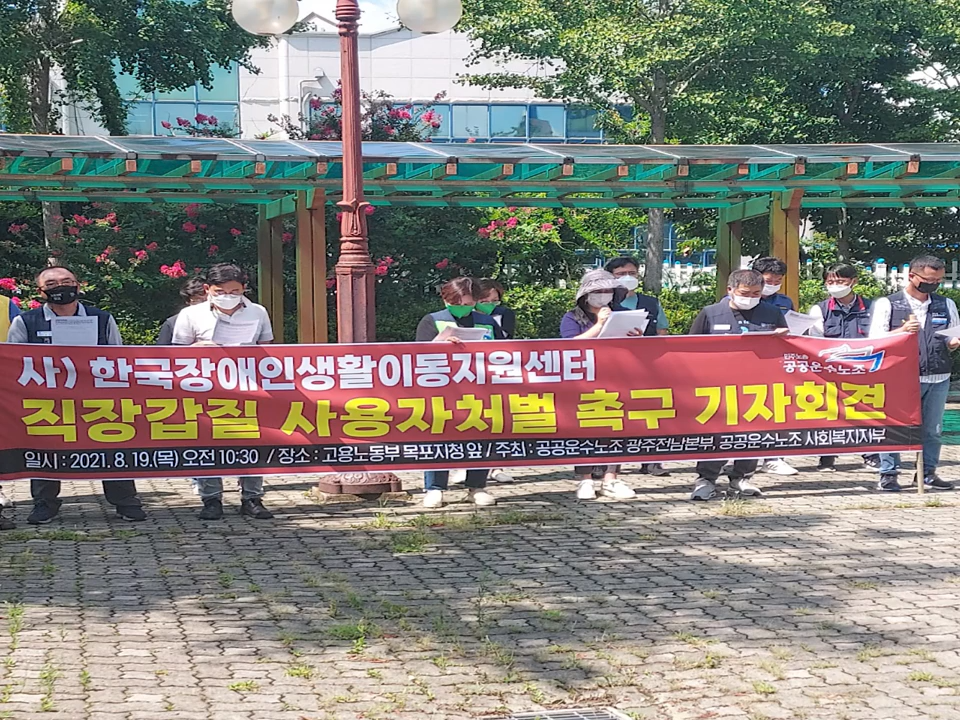 사) 한국장애인생활이동지원센터
공공운수노조
직장갑질 사용자처벌 촉구 기자회견
일시 : 2021. 8. 19.(목) 오전 10:30 / 장소 : 고용노동부 목포지청 앞 / 주최 : 공공운수노조 광주전남본부, 공공운수노조 사회복지지부